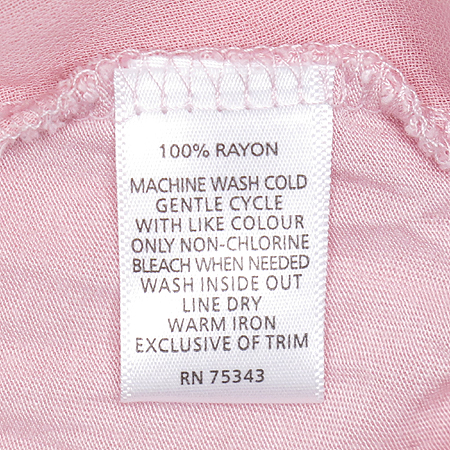 100% RAYON
MACHINE WASH COLD
GENTLE CYCLE
WITH LIKE COLOUR
ONLY NON-CHLORINE
BLEACH WHEN NEEDED
WASH INSIDE OUT
LINE DRY
WARM IRON
EXCLUSIVE OF TRIM
RN 75343